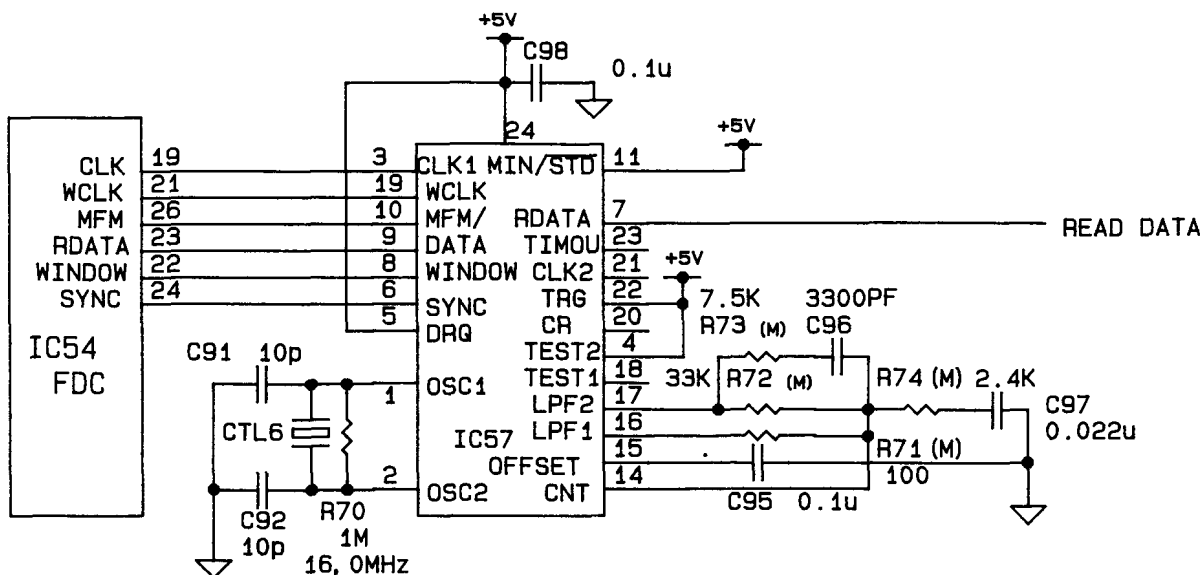 +5V
C98
0.1u
24
+5V
CLK 19 3 CLK1 MIN/STD 11
WCLK 21 19 WCLK
MFM 26 10 MFM/ RDATA 7 READ DATA
RDATA 23 9 DATA TIMOU 23
WINDOW 22 8 WINDOW CLK2 21 +5V
SYNC 24 6 SYNC TRG 22 7.5K 3300PF
5 DRQ CR 20 R73 (M) C96
IC54
FDC
TEST2 4
C91 10p
TEST1 18 33K R72 (M) R74 (M) 2.4K
1 OSC1 LPF2 17 C97
0.022u
CTL6 IC57 LPF1 16
OFFSET 15 R71 (M)
100
2 OSC2 CNT 14
C95 0.1u
C92
10p
R70
1M
16,0MHz